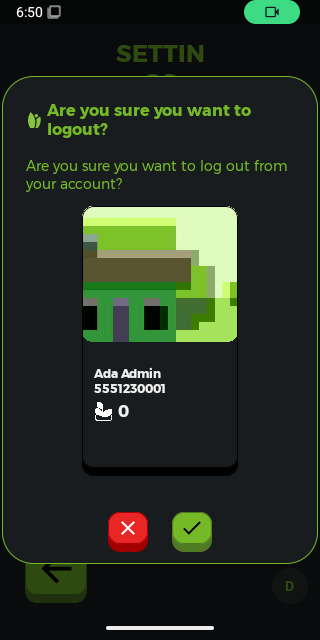 6:50
SETTIN
Are you sure you want to
logout?
Are you sure you want to log out from
your account?
Ada Admin
5551230001
0
D